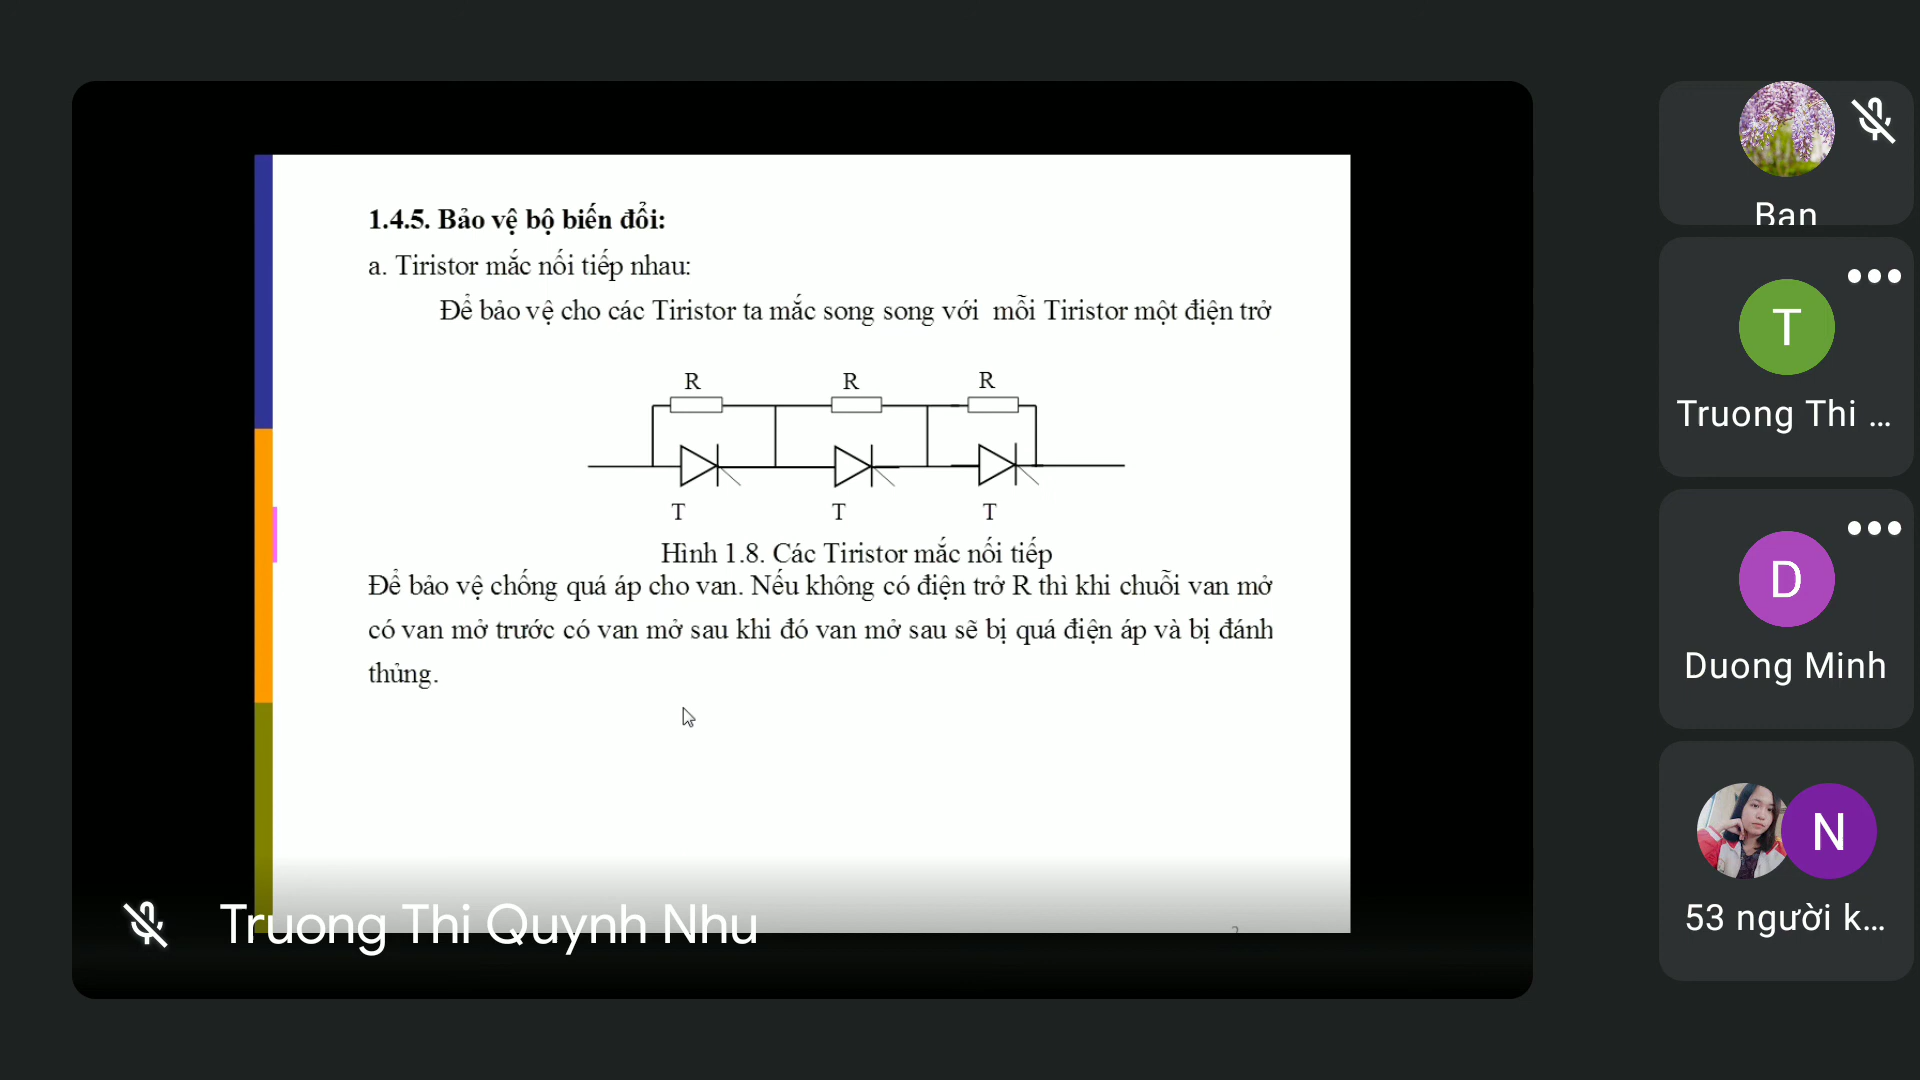 1.4.5. Bảo vệ bộ biến đổi:
a. Tiristor mắc nối tiếp nhau:
Để bảo vệ cho các Tiristor ta mắc song song với mỗi Tiristor một điện trở
R R R
T T T
Hình 1.8. Các Tiristor mắc nối tiếp
Để bảo vệ chống quá áp cho van. Nếu không có điện trở R thì khi chuỗi van mở
có van mở trước có van mở sau khi đó van mở sau sẽ bị quá điện áp và bị đánh
thủng.
Truong Thi Quynh Nhu
Bạn
T
Truong Thi ...
D
Duong Minh
N
53 người k...